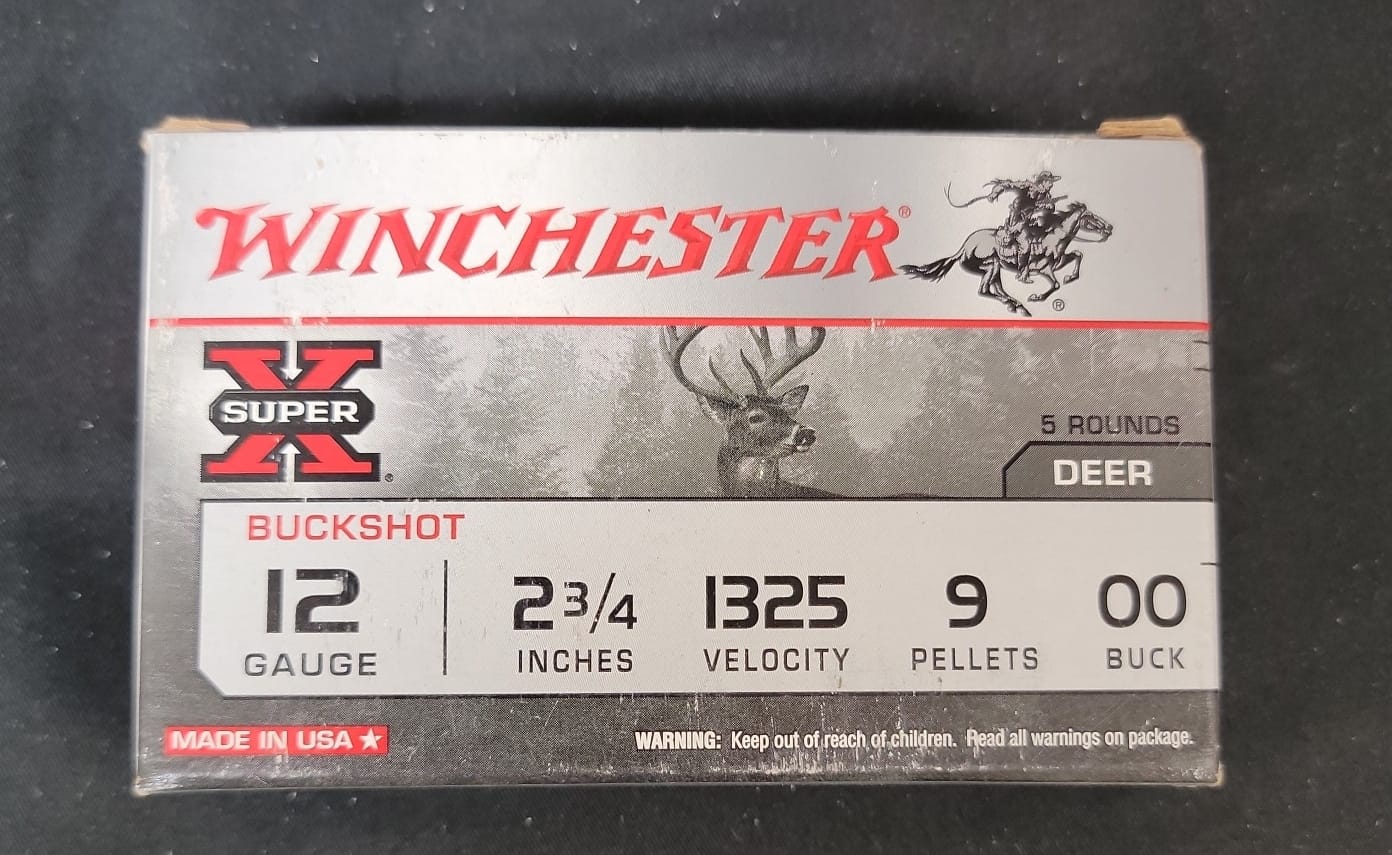 WINCHESTER®
®
SUPER X®
5 ROUNDS
DEER
BUCKSHOT
12 2 3/4 1325 9 00
GAUGE INCHES VELOCITY PELLETS BUCK
MADE IN USA ★
WARNING: Keep out of reach of children. Read all warnings on package.